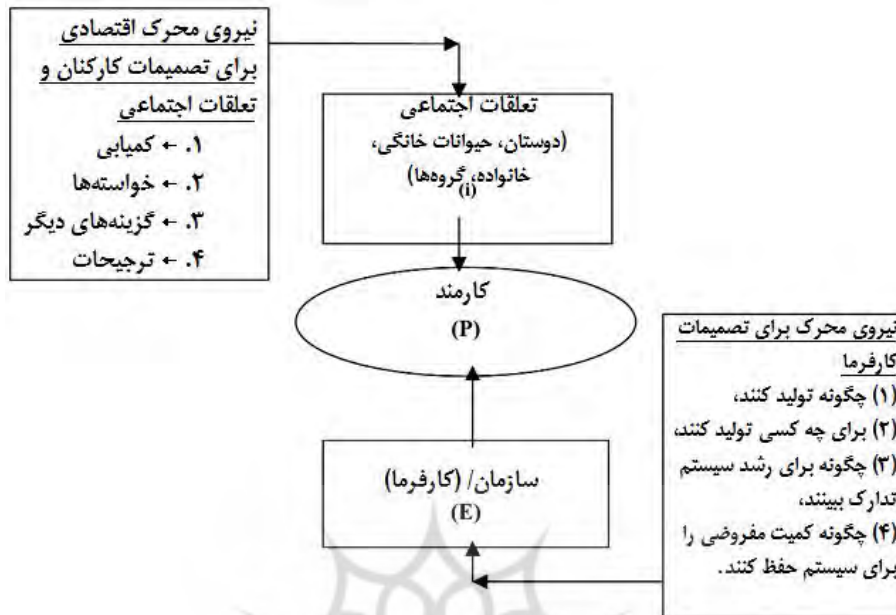 نیروی محرک اقتصادی
برای تصمیمات کارکنان و
تعلقات اجتماعی
۱. ← کمیابی
۲. ← خواسته‌ها
۳. ← گزینه‌های دیگر
۴. ← ترجیحات
تعلقات اجتماعی
(دوستان، حیوانات خانگی،
خانواده، گروه‌ها)
(i)
کارمند
(P)
سازمان/ (کارفرما)
(E)
نیروی محرک برای تصمیمات
کارفرما
(۱) چگونه تولید کنند،
(۲) برای چه کسی تولید کنند،
(۳) چگونه برای رشد سیستم
تدارک ببینند،
(۴) چگونه کمیت مفروضی را
برای سیستم حفظ کنند.